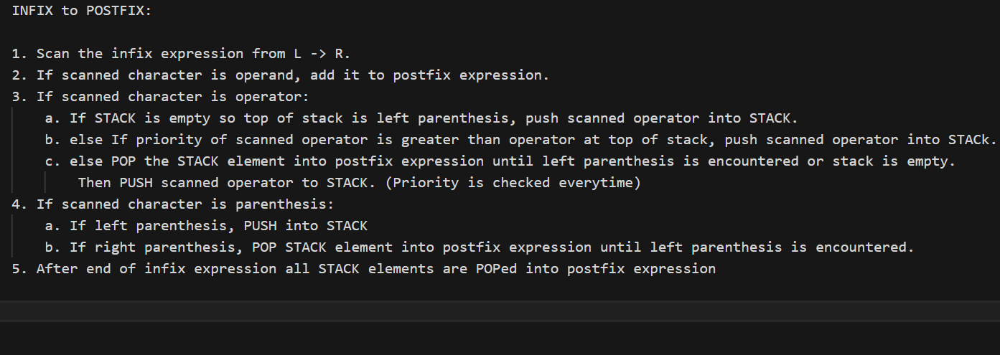 INFIX to POSTFIX:
1. Scan the infix expression from L -> R.
2. If scanned character is operand, add it to postfix expression.
3. If scanned character is operator:
a. If STACK is empty so top of stack is left parenthesis, push scanned operator into STACK.
b. else If priority of scanned operator is greater than operator at top of stack, push scanned operator into STACk.
c. else POP the STACK element into postfix expression until left parenthesis is encountered or stack is empty.
Then PUSH scanned operator to STACK. (Priority is checked everytime)
4. If scanned character is parenthesis:
a. If left parenthesis, PUSH into STACK
b. If right parenthesis, POP STACK element into postfix expression until left parenthesis is encountered.
5. After end of infix expression all STACK elements are POPed into postfix expression